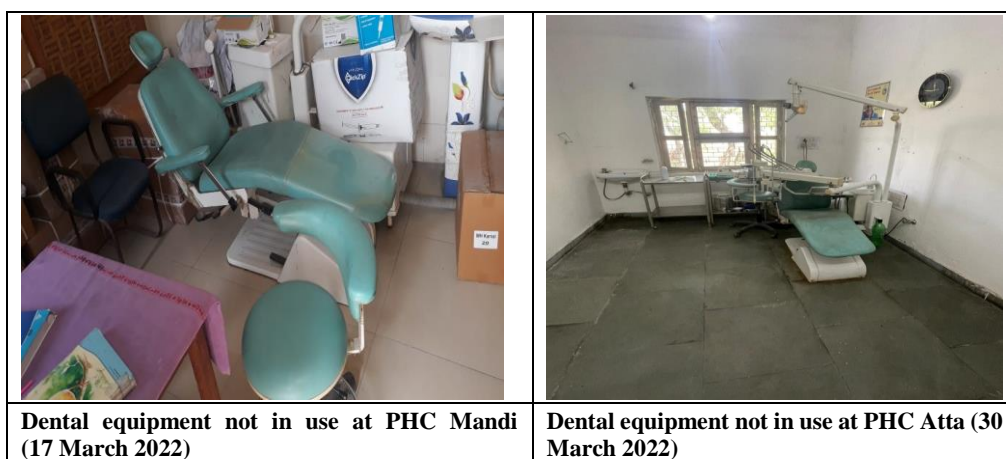 Dental equipment not in use at PHC Mandi
(17 March 2022)
Dental equipment not in use at PHC Atta (30
March 2022)